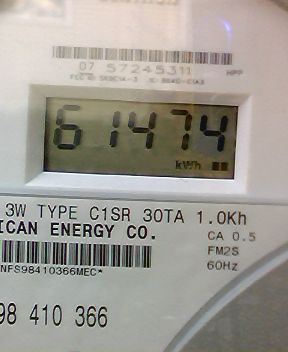 07 57245311 HPP
61474
kWh
3W TYPE C1SR 30TA 1.0Kh
ICAN ENERGY CO.
CA 0.5
FM2S
60Hz
NFS98410366MEC*
98 410 366